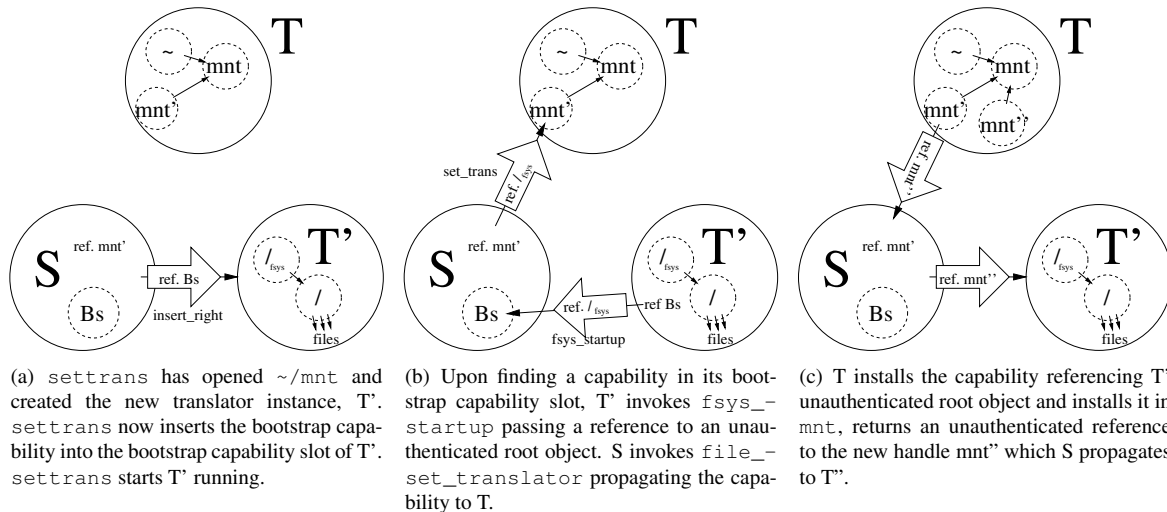 T
~
mnt
mnt'
S
ref. mnt'
Bs
ref. Bs
insert_right
T'
/fsys
/
files
(a) settrans has opened ~/mnt and
created the new translator instance, T'.
settrans now inserts the bootstrap capa-
bility into the bootstrap capability slot of T'.
settrans starts T' running.
T
~
mnt
mnt'
set_trans
ref. /fsys
S
ref. mnt'
Bs
ref. /fsys
fsys_startup
ref Bs
T'
/fsys
/
files
(b) Upon finding a capability in its boot-
strap capability slot, T' invokes fsys_-
startup passing a reference to an unau-
thenticated root object. S invokes file_-
set_translator propagating the capa-
bility to T.
T
~
mnt
mnt'
mnt''
ref. mnt''
S
ref. mnt'
Bs
ref. mnt''
T'
/fsys
/
files
(c) T installs the capability referencing T'
unauthenticated root object and installs it in
mnt, returns an unauthenticated reference
to the new handle mnt" which S propagates
to T".